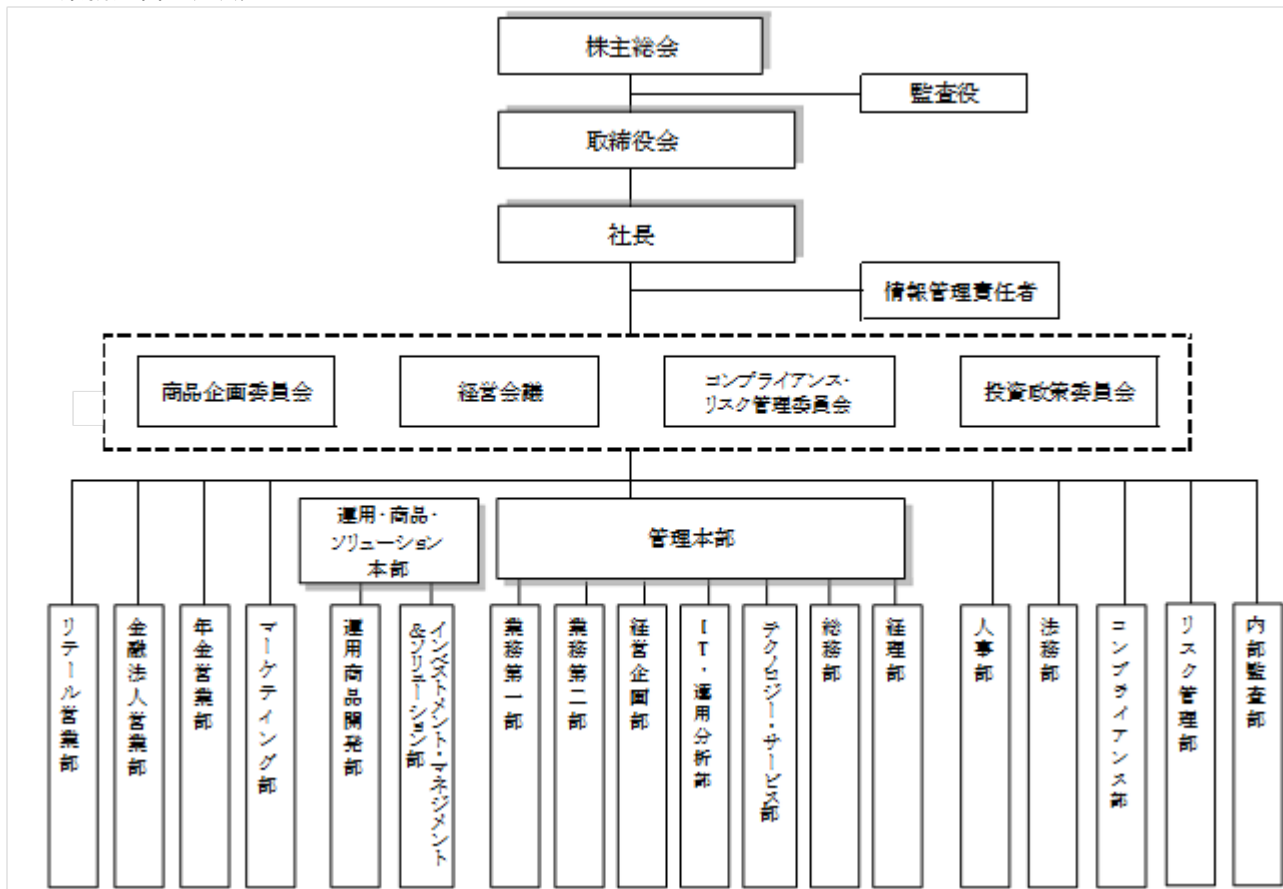 株主総会
監査役
取締役会
社長
情報管理責任者
商品企画委員会
経営会議
コンプライアンス・
リスク管理委員会
投資政策委員会
運用・商品・
ソリューション
本部
管理本部
リテール営業部
金融法人営業部
年金営業部
マーケティング部
運用商品開発部
インベストメント・マネジメント
&ソリューション部
業務第一部
業務第二部
経営企画部
IT・運用分析部
テクノロジー・サービス部
総務部
経理部
人事部
法務部
コンプライアンス部
リスク管理部
内部監査部